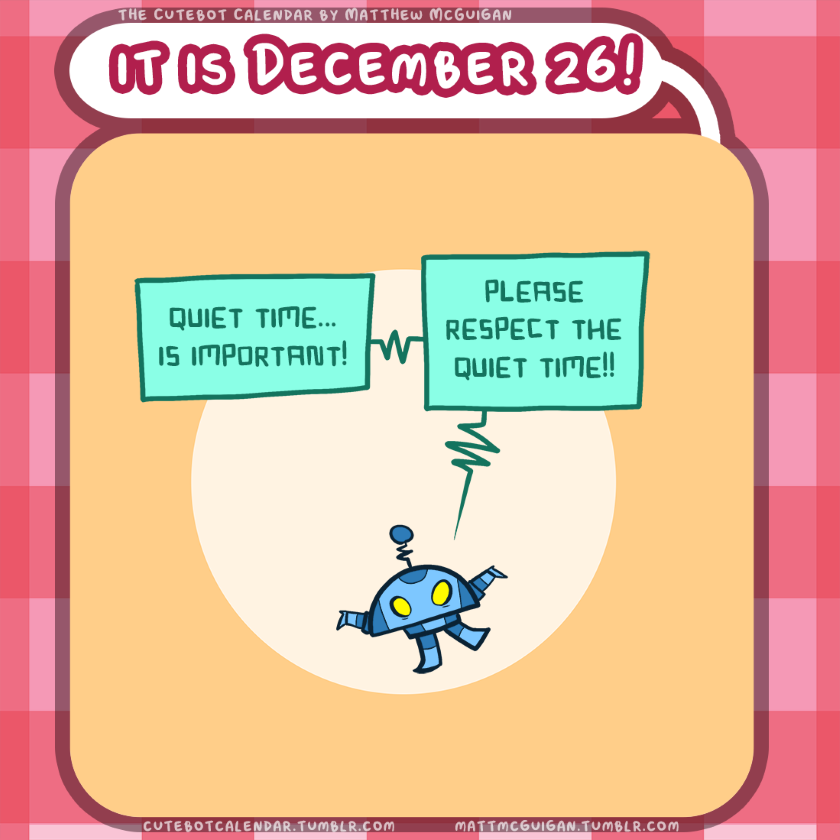 THE CUTEBOT CALENDAR BY MATTHEW MCGUIGAN
IT IS DECEMBER 26!
QUIET TIME...
IS IMPORTANT!
PLEASE
RESPECT THE
QUIET TIME!!
CUTEBOTCALENDAR.TUMBLR.COM
MATTMCGUIGAN.TUMBLR.COM